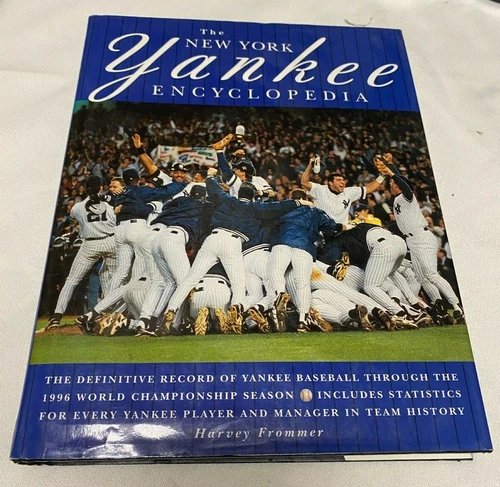 The
NEW YORK
Yankee
ENCYCLOPEDIA
21
THE DEFINITIVE RECORD OF YANKEE BASEBALL THROUGH THE
1996 WORLD CHAMPIONSHIP SEASON INCLUDES STATISTICS
FOR EVERY YANKEE PLAYER AND MANAGER IN TEAM HISTORY
Harvey Frommer